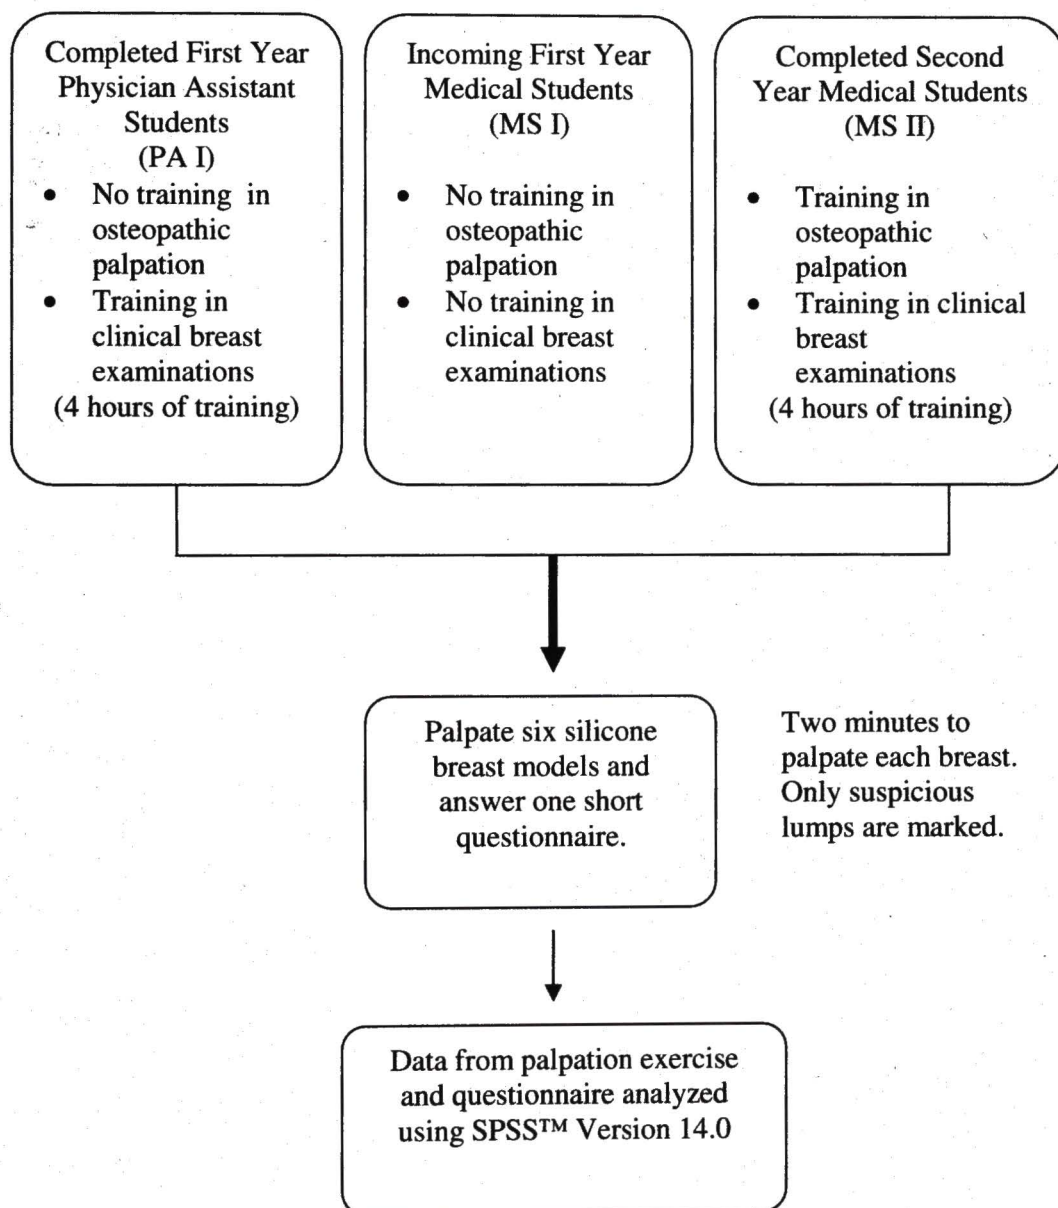 Completed First Year
Physician Assistant
Students
(PA I)
• No training in
osteopathic
palpation
• Training in
clinical breast
examinations
(4 hours of training)
Incoming First Year
Medical Students
(MS I)
• No training in
osteopathic
palpation
• No training in
clinical breast
examinations
Completed Second
Year Medical Students
(MS II)
• Training in
osteopathic
palpation
• Training in clinical
breast
examinations
(4 hours of training)
Palpate six silicone
breast models and
answer one short
questionnaire.
Two minutes to
palpate each breast.
Only suspicious
lumps are marked.
Data from palpation exercise
and questionnaire analyzed
using SPSS™ Version 14.0